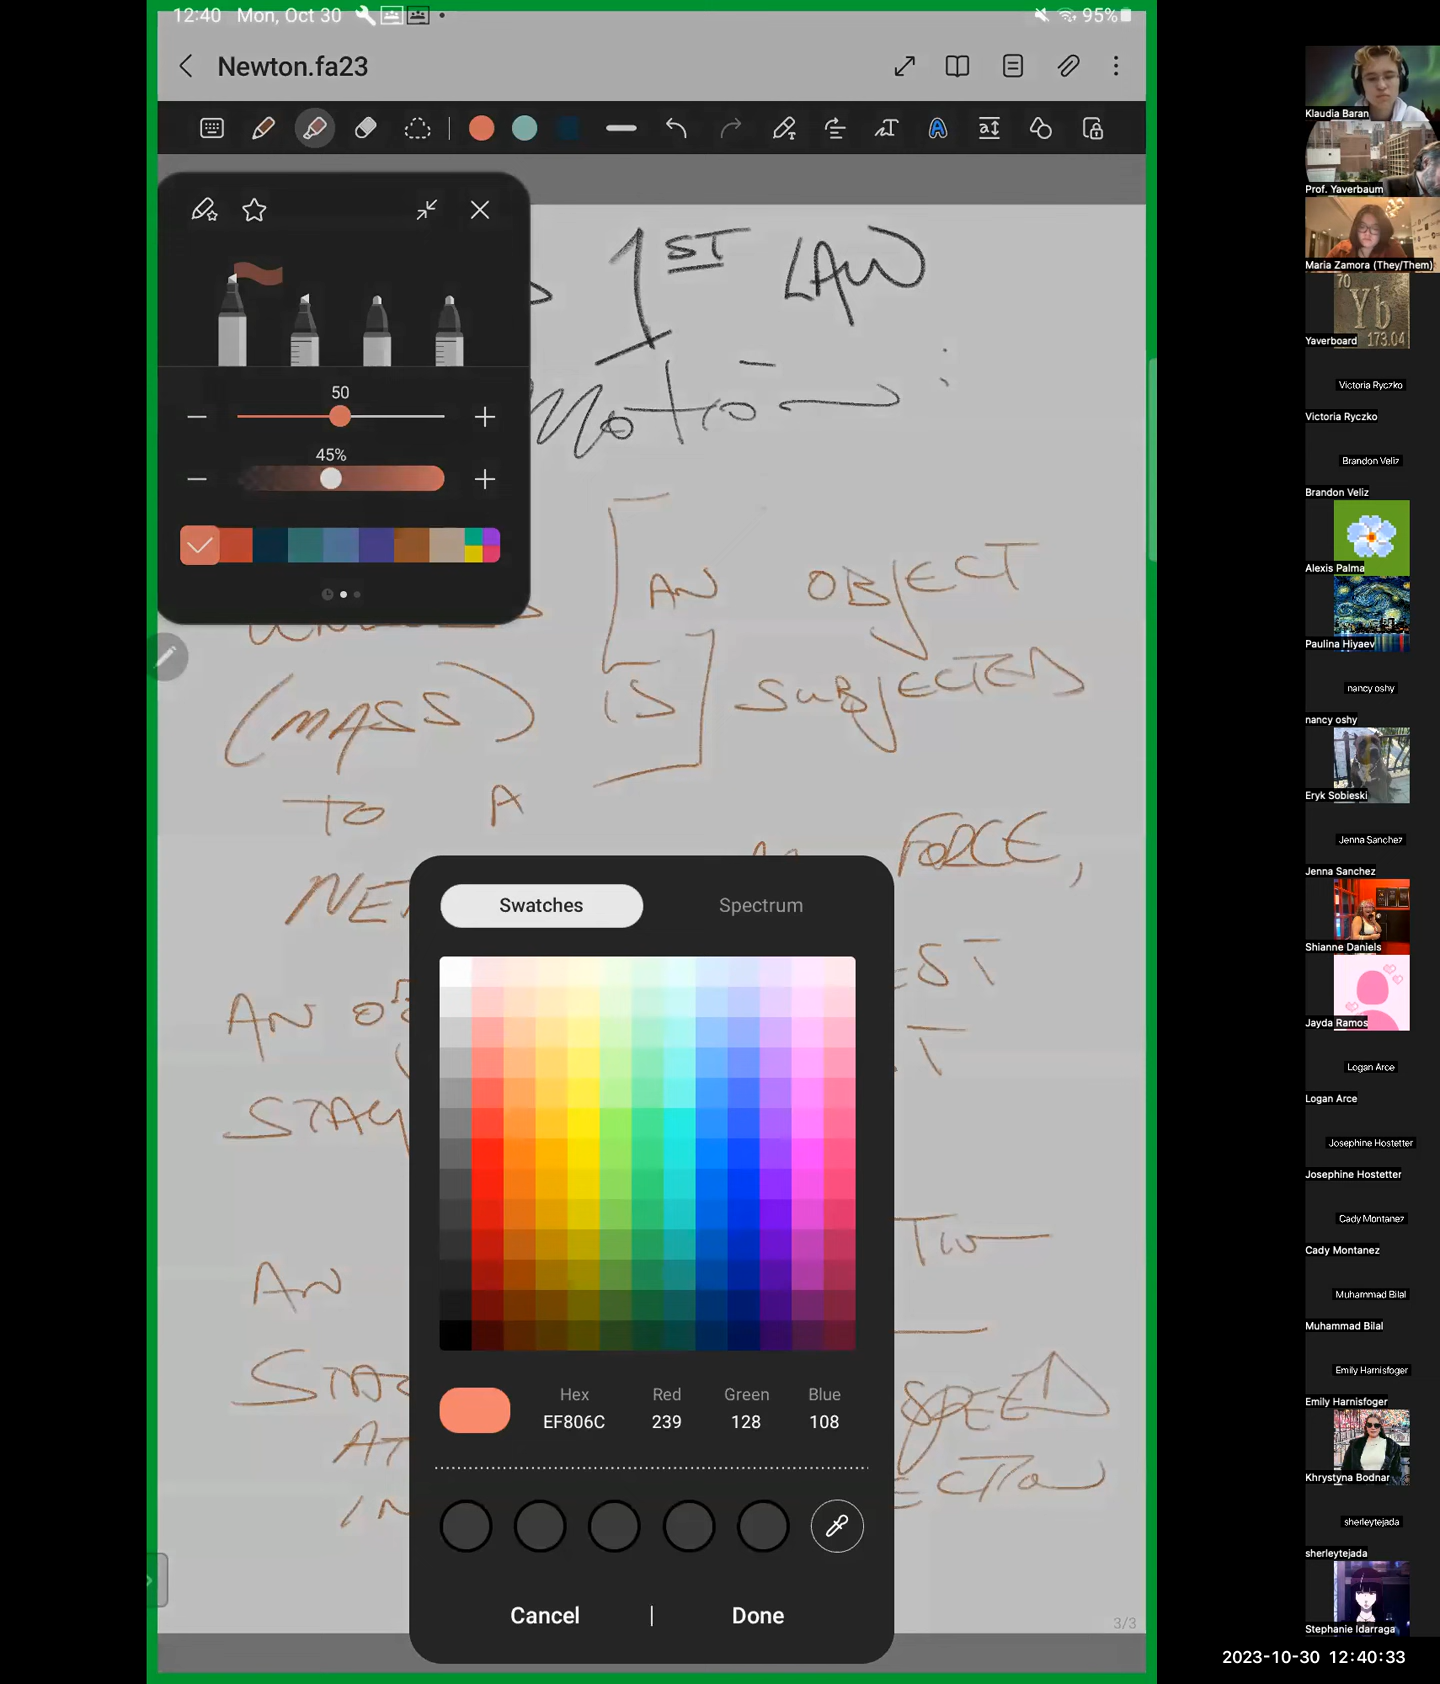 12:40 Mon, Oct 30
95%
Newton.fa23
1ST LAW
Motion:
50
45%
[AN OBJECT
(MASS) IS] SUBJECTED
TO A
FORCE,
AN
AN
SPEED
Swatches Spectrum
Hex Red Green Blue
EF806C 239 128 108
Cancel | Done
3/3
Klaudia Baran
Prof. Yaverbaum
Maria Zamora (They/Them)
70
Yb
173.04
Yaverboard
Victoria Ryczko
Victoria Ryczko
Brandon Veliz
Brandon Veliz
Alexis Palma
Paulina Hiyaev
nancy oshy
nancy oshy
Eryk Sobieski
Jenna Sanchez
Jenna Sanchez
Shianne Daniels
Jayda Ramos
Logan Arce
Logan Arce
Josephine Hostetter
Josephine Hostetter
Cady Montanez
Cady Montanez
Muhammad Bilal
Muhammad Bilal
Emily Harnisfoger
Emily Harnisfoger
Khrystyna Bodnar
sherleytejada
sherleytejada
Stephanie Idarraga
2023-10-30 12:40:33